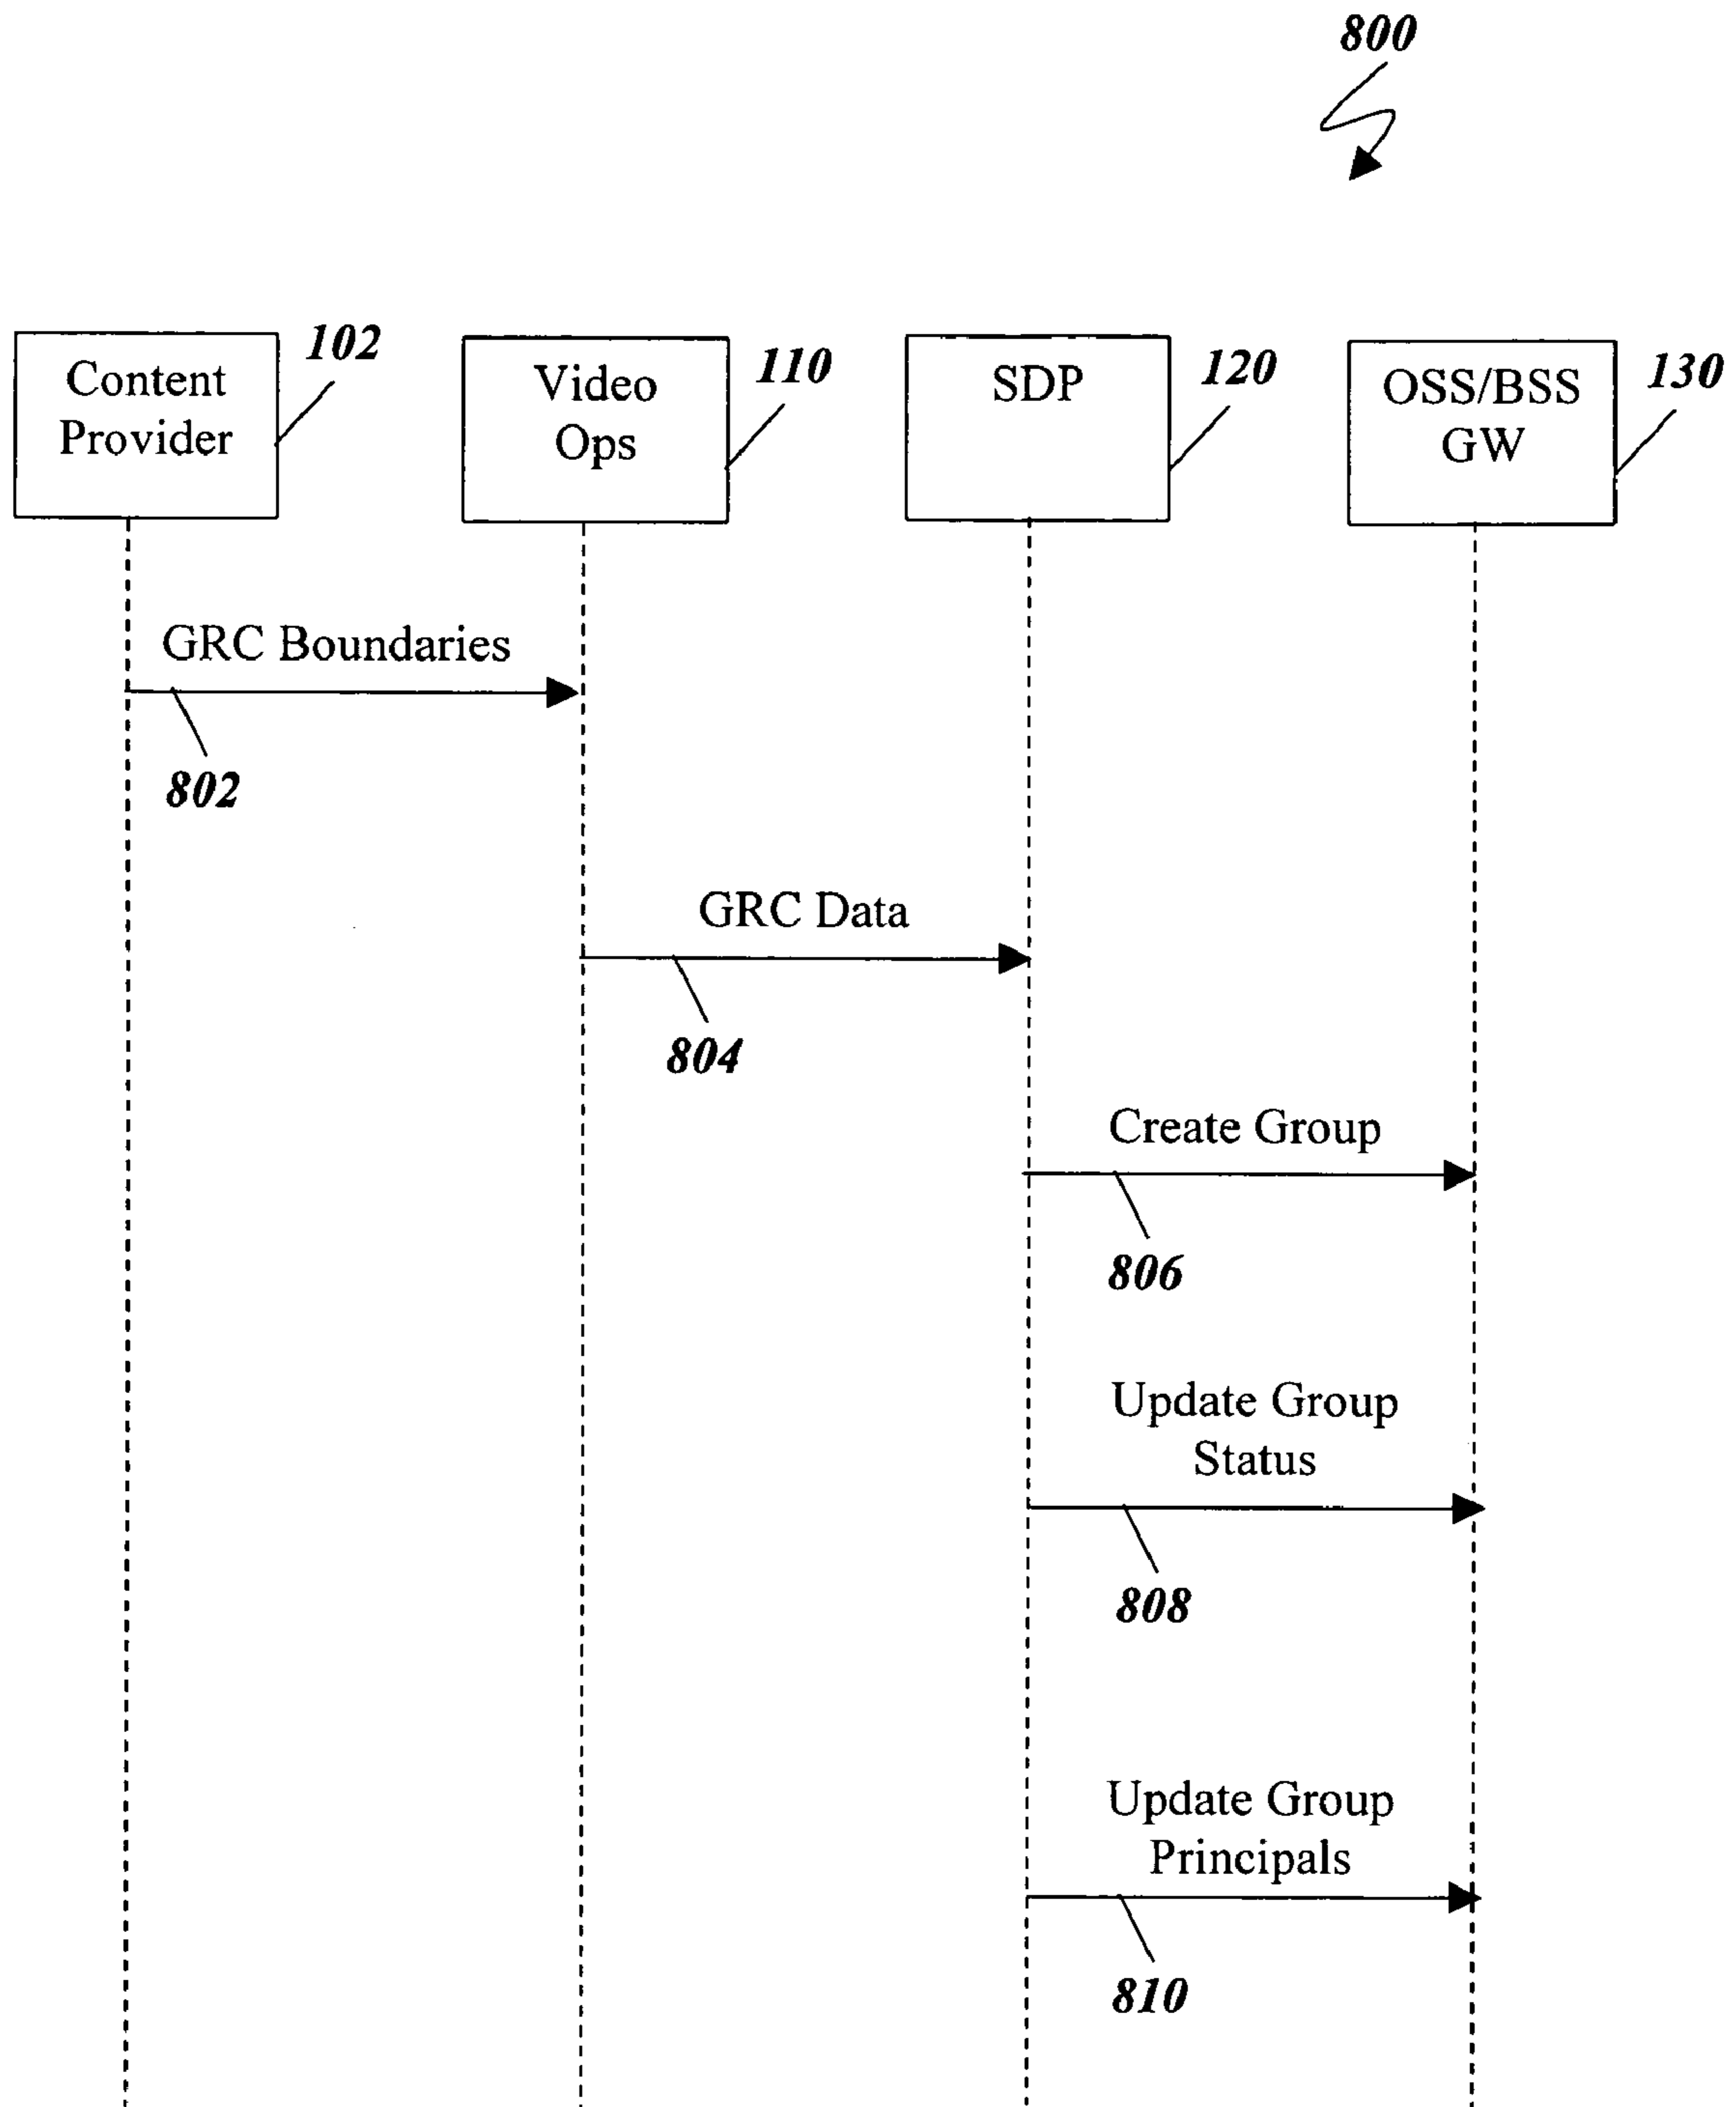 800
Content
Provider
102
Video
Ops
110
SDP
120
OSS/BSS
GW
130
GRC Boundaries
802
GRC Data
804
Create Group
806
Update Group
Status
808
Update Group
Principals
810